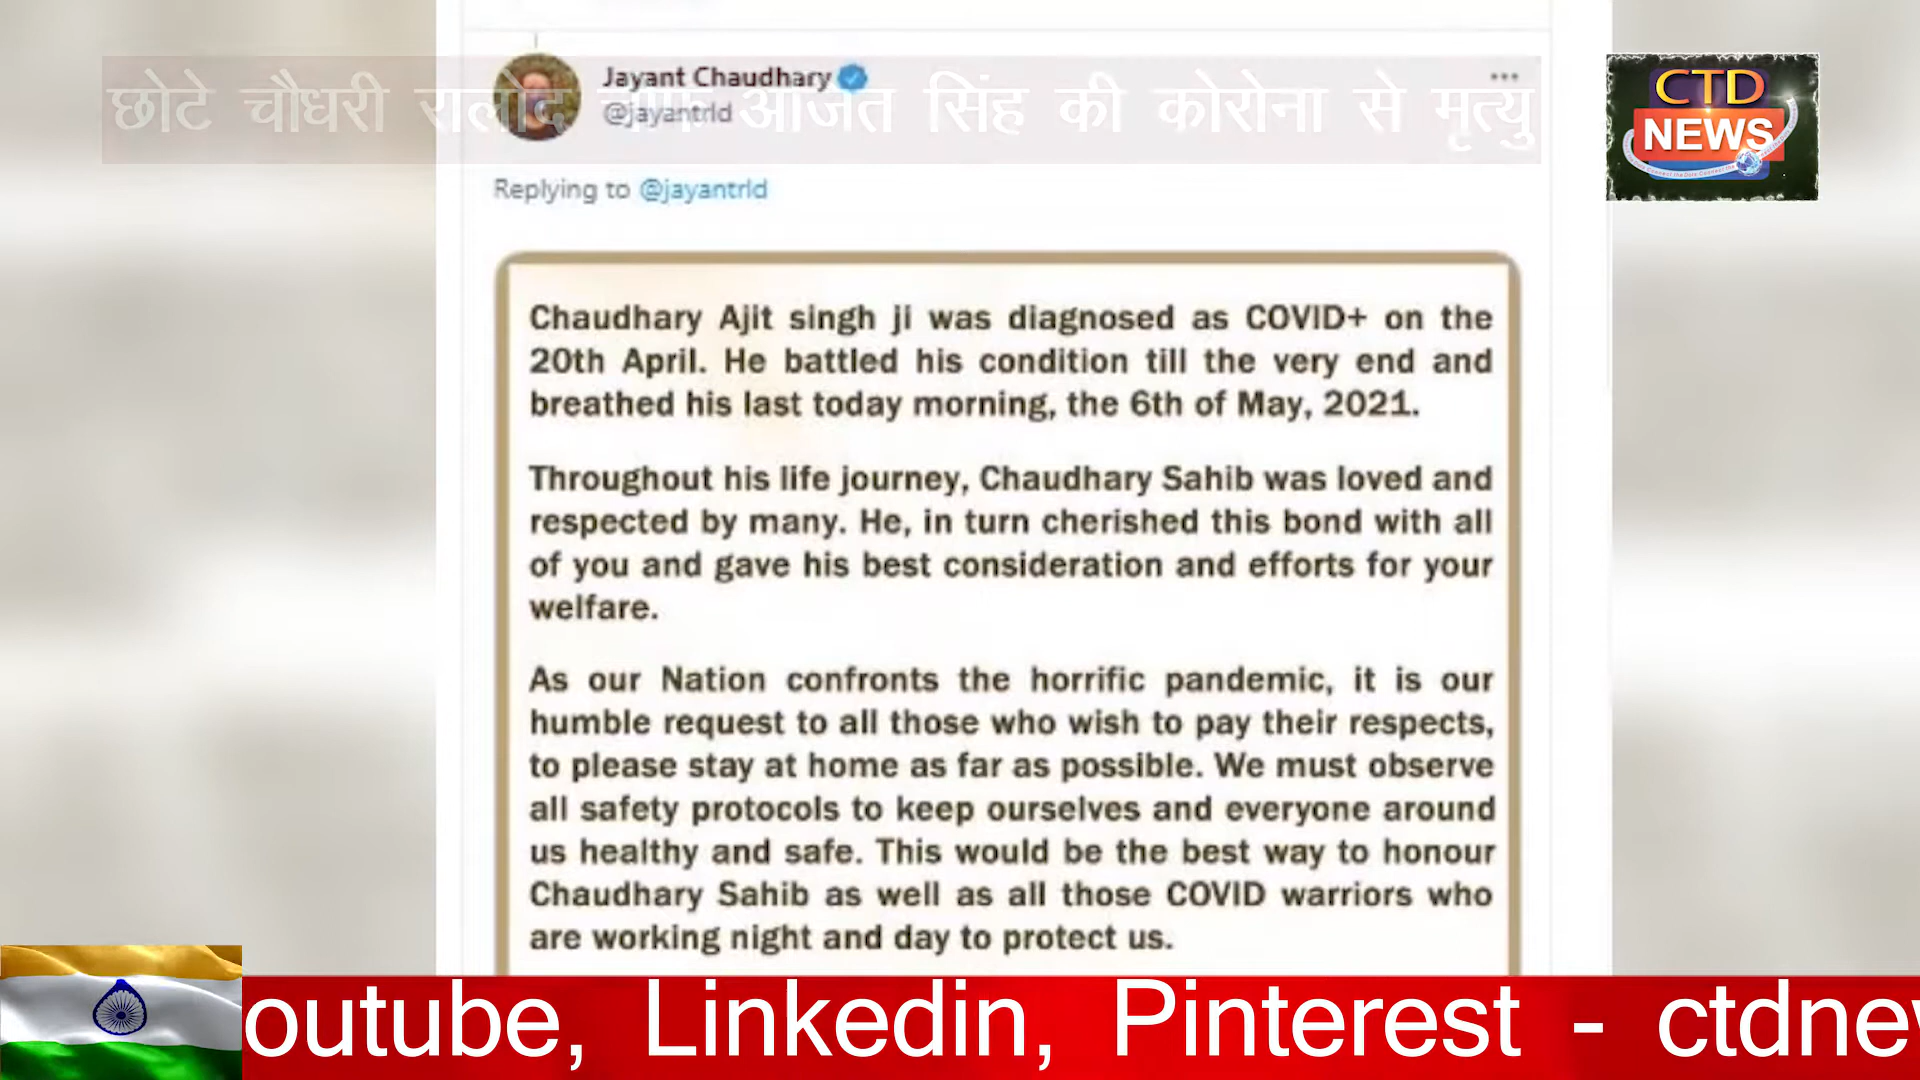 Jayant Chaudhary
@jayantrld
छोटे चौधरी रालोद अजित सिंह की कोरोना से मृत्यु
CTD
NEWS
Replying to @jayantrld
Chaudhary Ajit singh ji was diagnosed as COVID+ on the
20th April. He battled his condition till the very end and
breathed his last today morning, the 6th of May, 2021.
Throughout his life journey, Chaudhary Sahib was loved and
respected by many. He, in turn cherished this bond with all
of you and gave his best consideration and efforts for your
welfare.
As our Nation confronts the horrific pandemic, it is our
humble request to all those who wish to pay their respects,
to please stay at home as far as possible. We must observe
all safety protocols to keep ourselves and everyone around
us healthy and safe. This would be the best way to honour
Chaudhary Sahib as well as all those COVID warriors who
are working night and day to protect us.
outube, Linkedin, Pinterest - ctdne